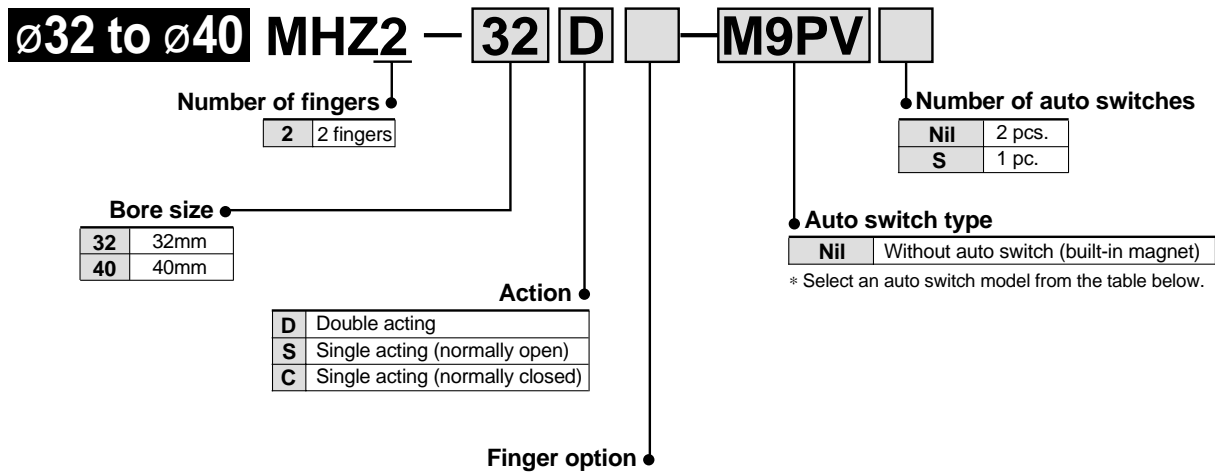 ø32 to ø40 MHZ2 — 32 D — M9PV
Number of fingers
2 2 fingers
Number of auto switches
Nil 2 pcs.
S 1 pc.
Bore size
32 32mm
40 40mm
Auto switch type
Nil Without auto switch (built-in magnet)
* Select an auto switch model from the table below.
Action
D Double acting
S Single acting (normally open)
C Single acting (normally closed)
Finger option